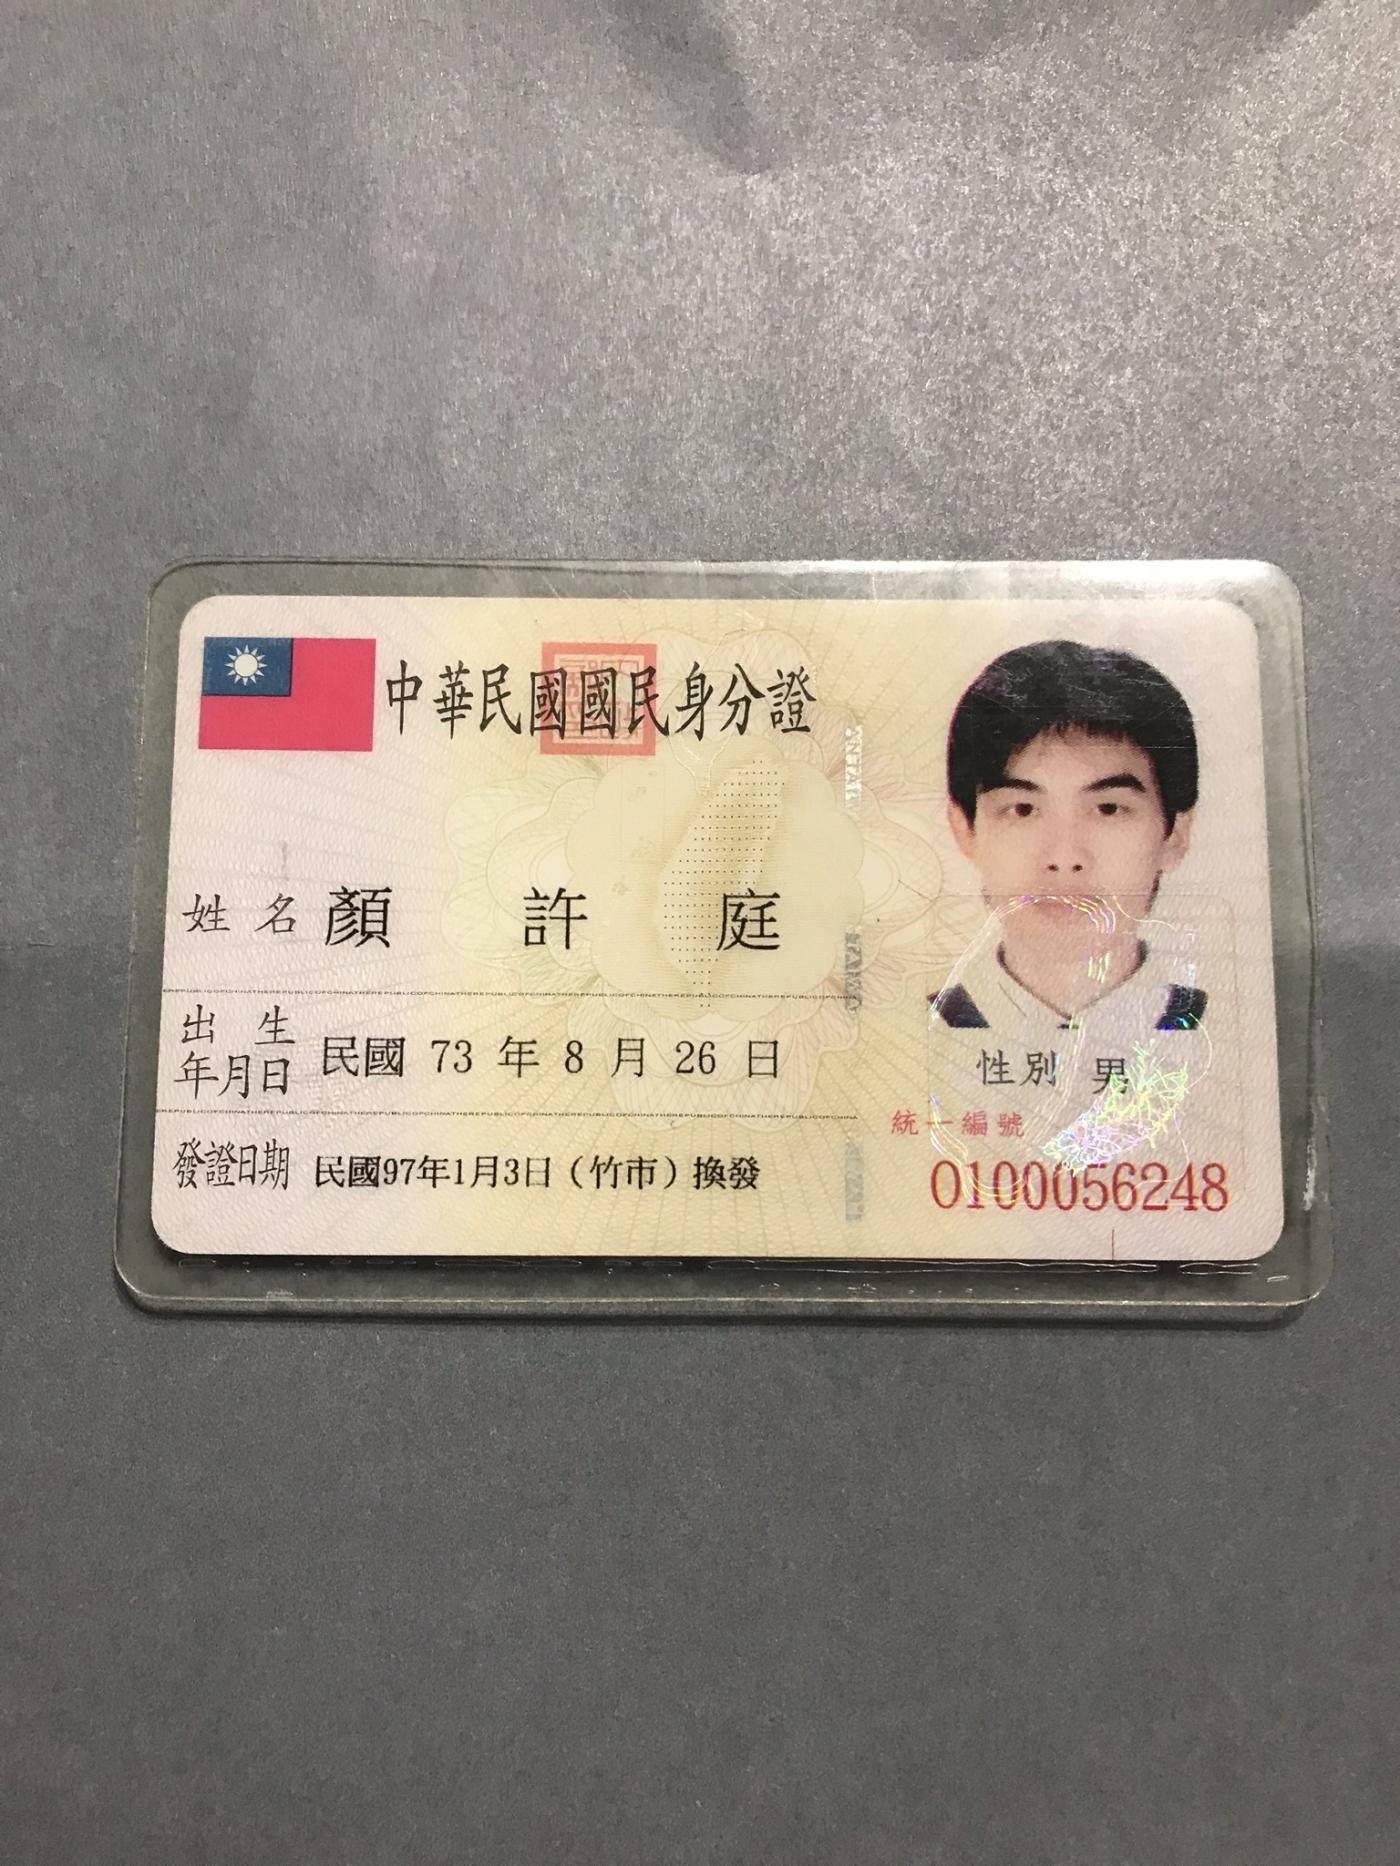 中華民國國民身分證
姓名 顏許庭
出生年月日 民國 73 年 8 月 26 日
性別 男
統一編號
O100056248
發證日期 民國97年1月3日（竹市）換發